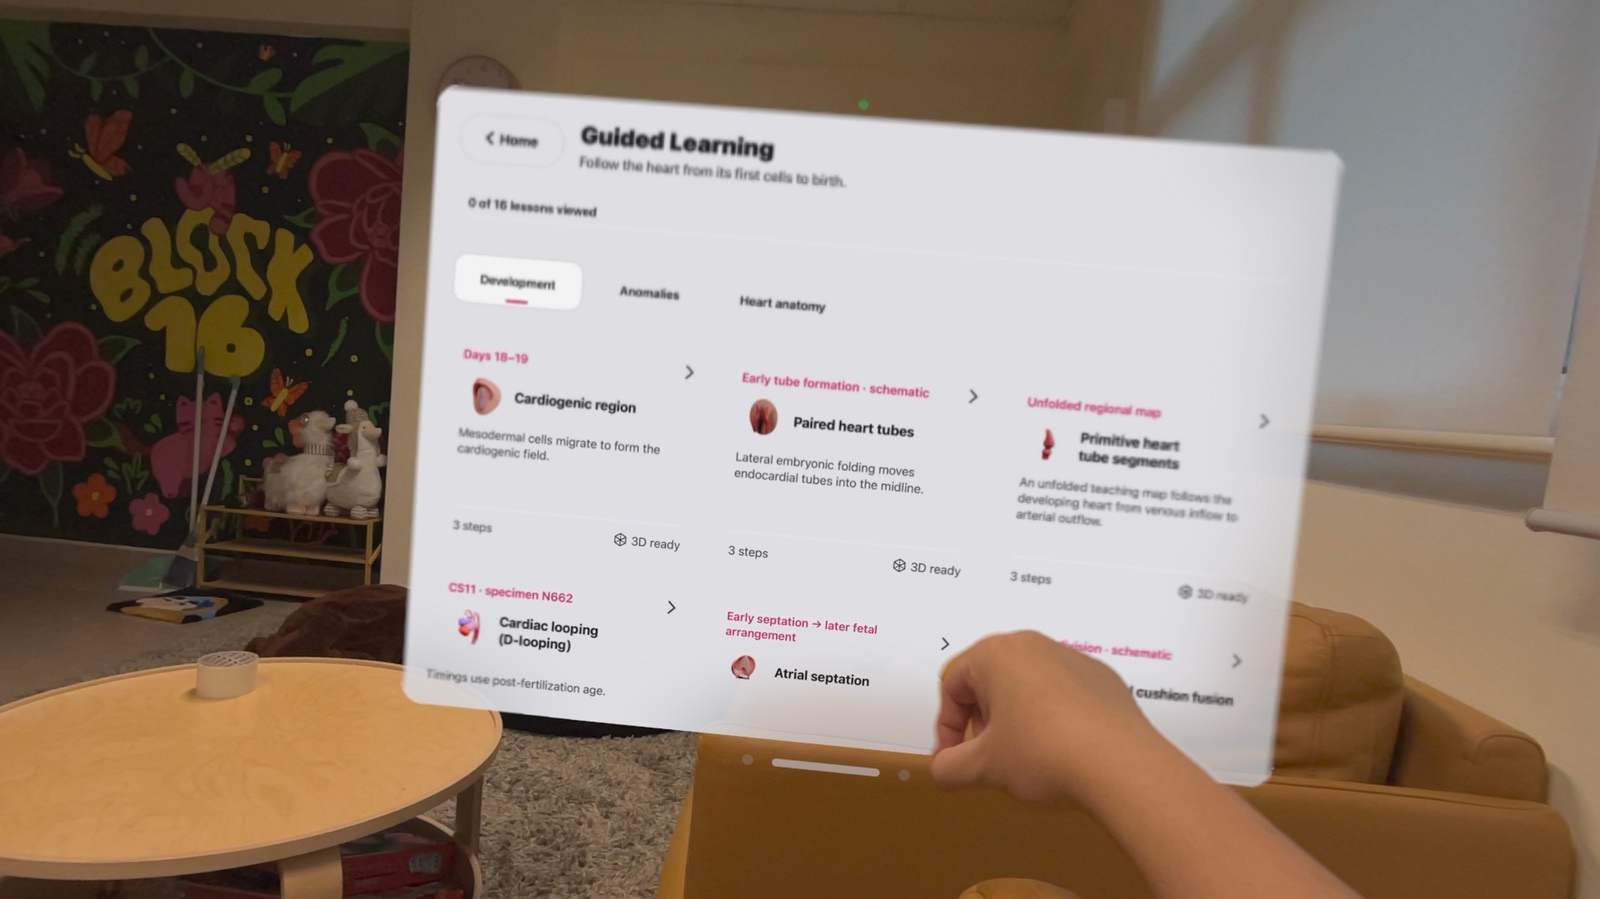 BLOCK
16
Home
Guided Learning
Follow the heart from its first cells to birth.
0 of 16 lessons viewed
Development
Anomalies
Heart anatomy
Days 18–19
Cardiogenic region
Mesodermal cells migrate to form the
cardiogenic field.
3 steps
3D ready
Early tube formation · schematic
Paired heart tubes
Lateral embryonic folding moves
endocardial tubes into the midline.
3 steps
3D ready
Unfolded regional map
Primitive heart
tube segments
An unfolded teaching map follows the
developing heart from venous inflow to
arterial outflow.
3 steps
3D ready
CS11 · specimen N662
Cardiac looping
(D-looping)
Early septation → later fetal
arrangement
Atrial septation
· schematic
cushion fusion
Timings use post-fertilization age.